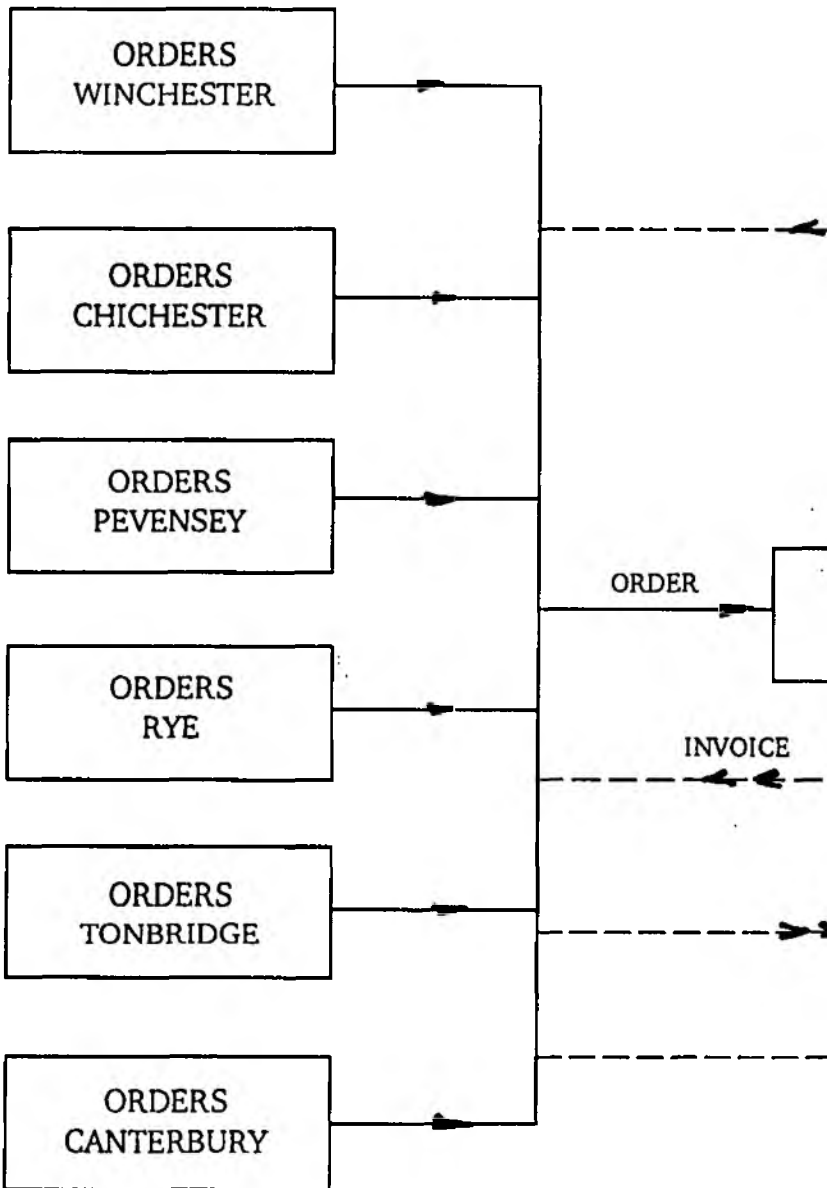 ORDERS
WINCHESTER
ORDERS
CHICHESTER
ORDERS
PEVENSEY
ORDER
ORDERS
RYE
INVOICE
ORDERS
TONBRIDGE
ORDERS
CANTERBURY